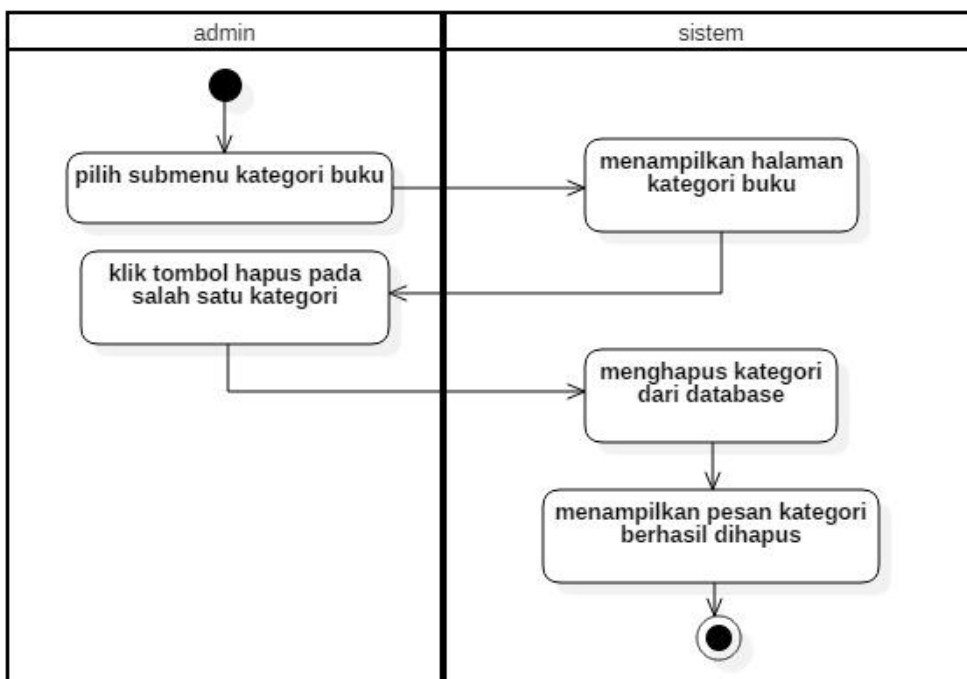 admin
sistem
pilih submenu kategori buku
menampilkan halaman
kategori buku
klik tombol hapus pada
salah satu kategori
menghapus kategori
dari database
menampilkan pesan kategori
berhasil dihapus